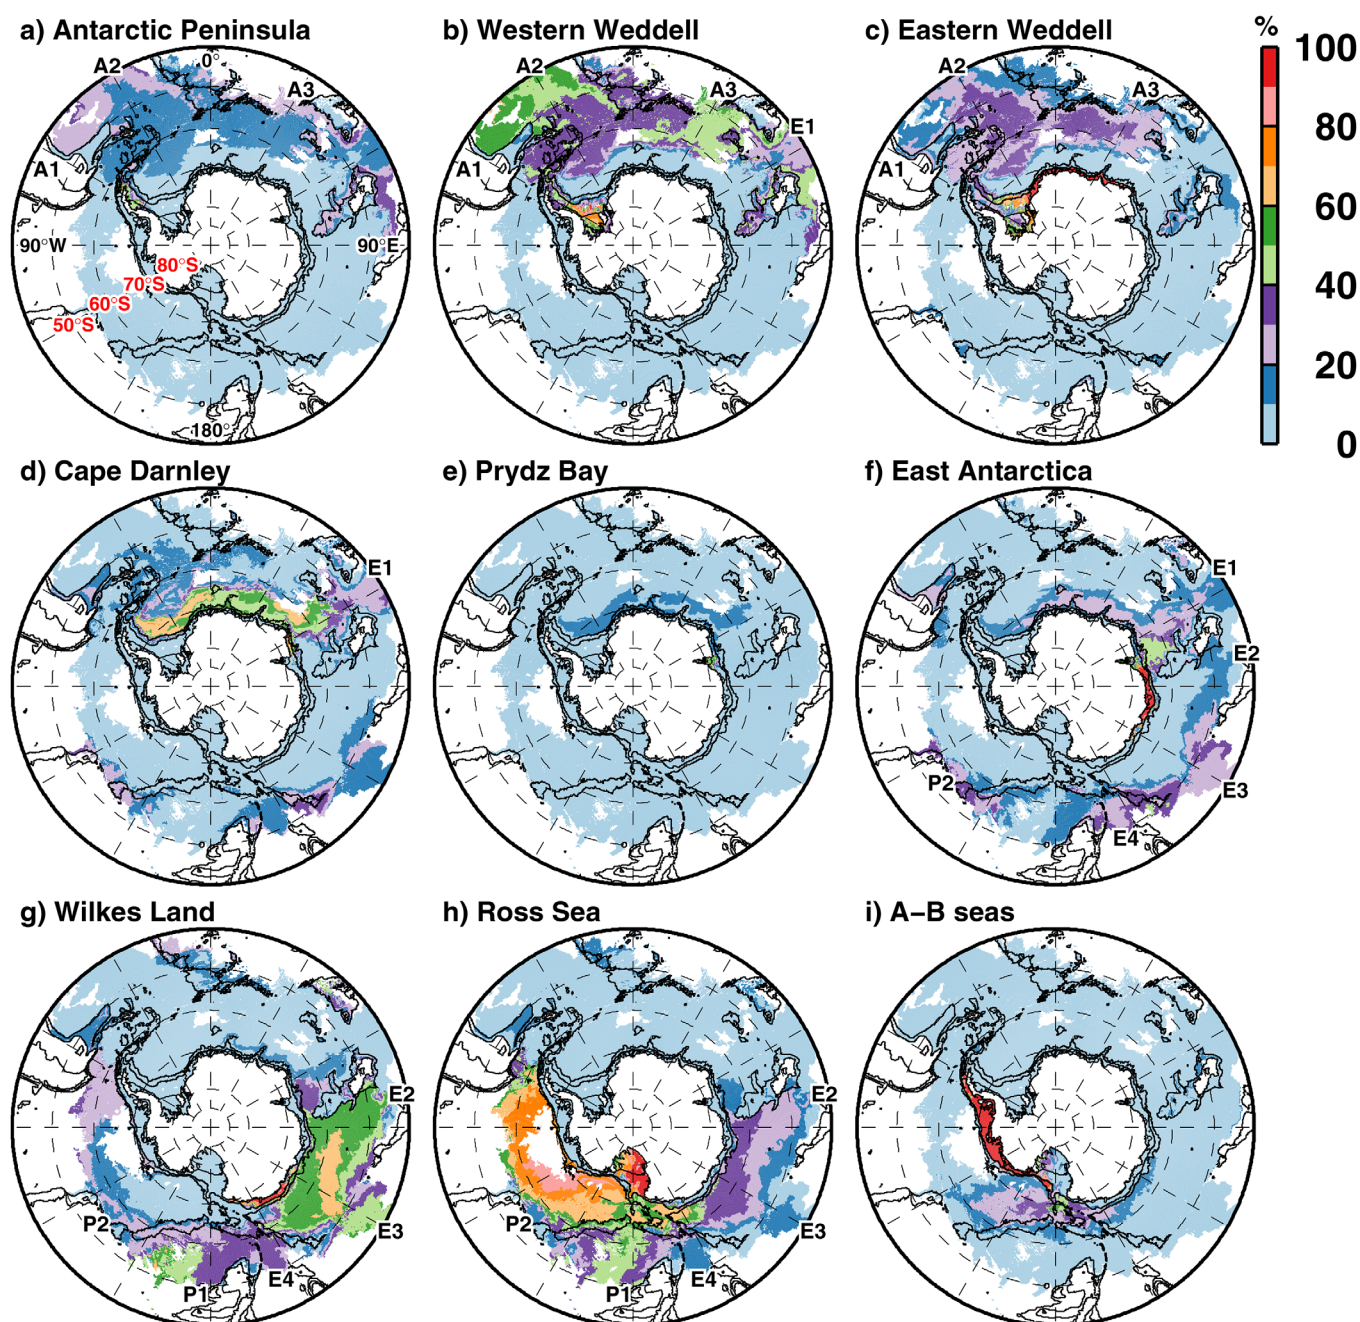 a) Antarctic Peninsula
b) Western Weddell
c) Eastern Weddell
%
100
80
60
40
20
0
A2
0°
A3
A1
90°W
90°E
80°S
70°S
60°S
50°S
180°
A2
A3
E1
A1
A2
A3
A1
d) Cape Darnley
e) Prydz Bay
f) East Antarctica
E1
E1
E2
P2
E3
E4
g) Wilkes Land
h) Ross Sea
i) A−B seas
E2
P2
E3
E4
P1
E2
P2
E3
E4
P1